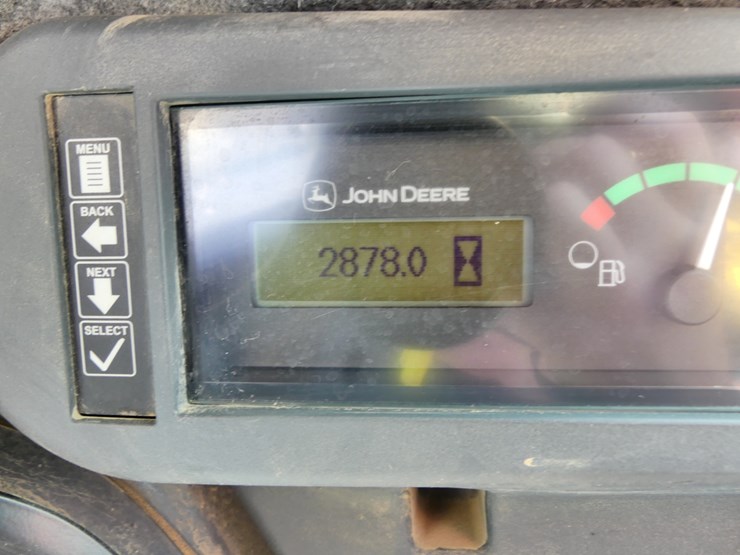 MENU
BACK
NEXT
SELECT
JOHN DEERE
2878.0